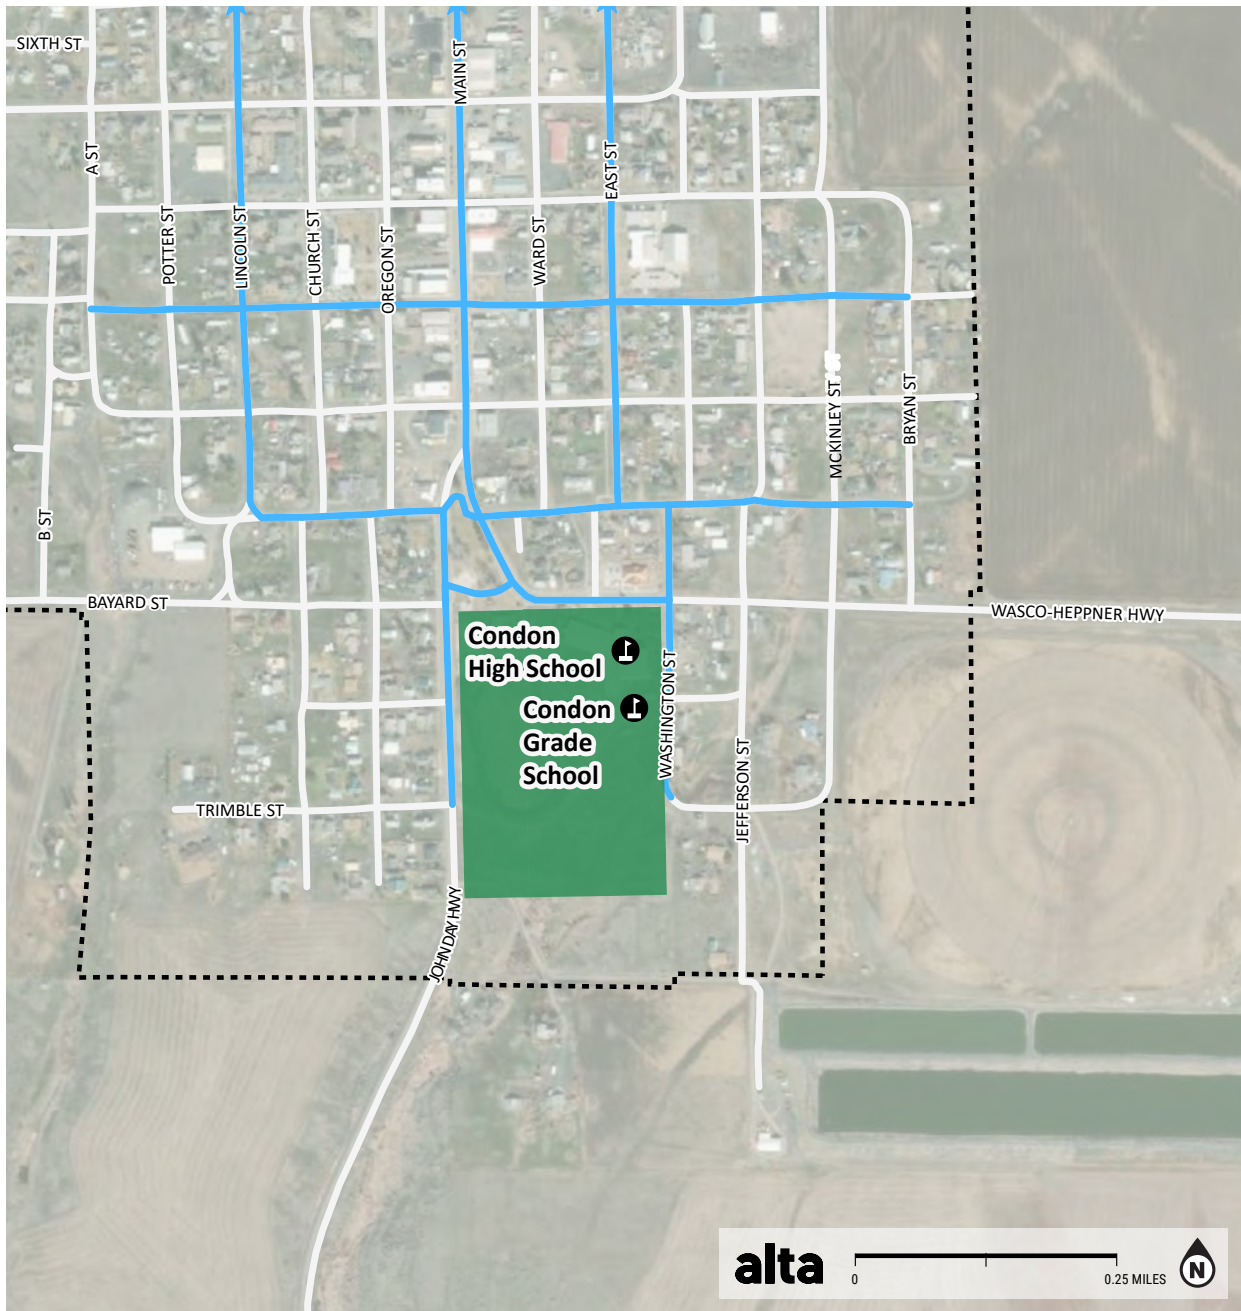 SIXTH ST
MAIN ST
A ST
EAST ST
POTTER ST
LINCOLN ST
CHURCH ST
OREGON ST
WARD ST
MCKINLEY ST
BRYAN ST
B ST
BAYARD ST
WASCO-HEPPNER HWY
Condon
High School
Condon
Grade
School
WASHINGTON ST
JEFFERSON ST
TRIMBLE ST
JOHN DAY HWY
alta
0
0.25 MILES
N